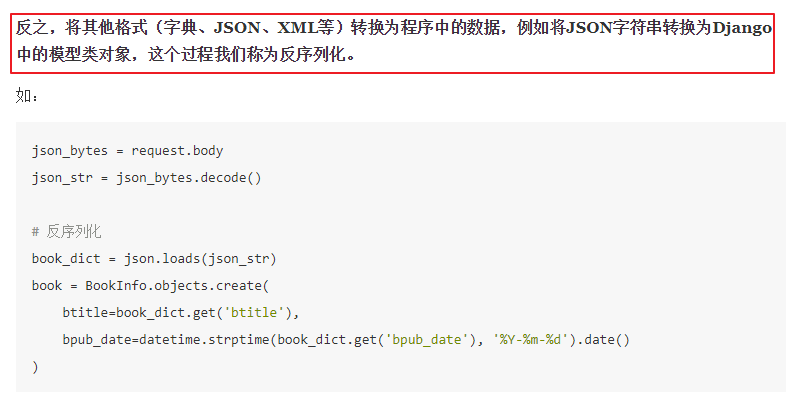 反之，将其他格式（字典、JSON、XML等）转换为程序中的数据，例如将JSON字符串转换为Django
中的模型类对象，这个过程我们称为反序列化。
如：
json_bytes = request.body
json_str = json_bytes.decode()
# 反序列化
book_dict = json.loads(json_str)
book = BookInfo.objects.create(
    btitle=book_dict.get('btitle'),
    bpub_date=datetime.strptime(book_dict.get('bpub_date'), '%Y-%m-%d').date()
)